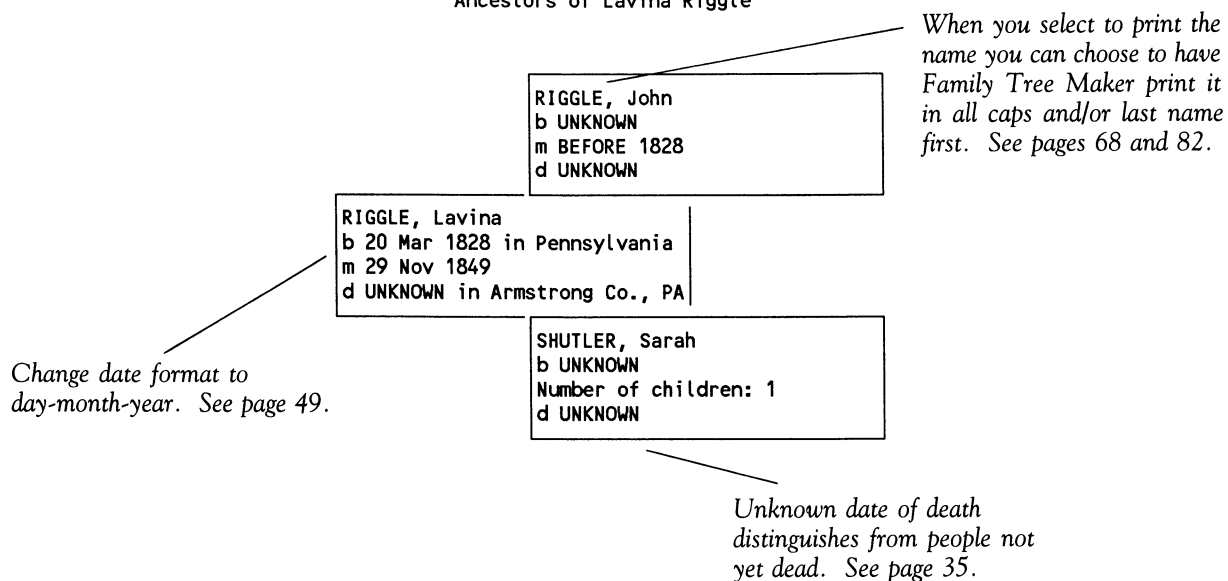 Ancestors of Lavina Riggle
When you select to print the
name you can choose to have
Family Tree Maker print it
in all caps and/or last name
first. See pages 68 and 82.
RIGGLE, John
b UNKNOWN
m BEFORE 1828
d UNKNOWN
RIGGLE, Lavina
b 20 Mar 1828 in Pennsylvania
m 29 Nov 1849
d UNKNOWN in Armstrong Co., PA
Change date format to
day-month-year. See page 49.
SHUTLER, Sarah
b UNKNOWN
Number of children: 1
d UNKNOWN
Unknown date of death
distinguishes from people not
yet dead. See page 35.